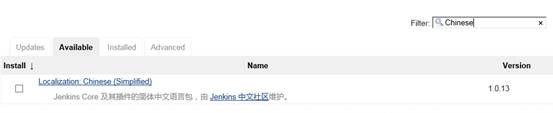 Filter: Chinese
Updates Available Installed Advanced
Install ↓ Name Version
Localization: Chinese (Simplified) 1.0.13
Jenkins Core 及其插件的简体中文语言包，由 Jenkins 中文社区维护。